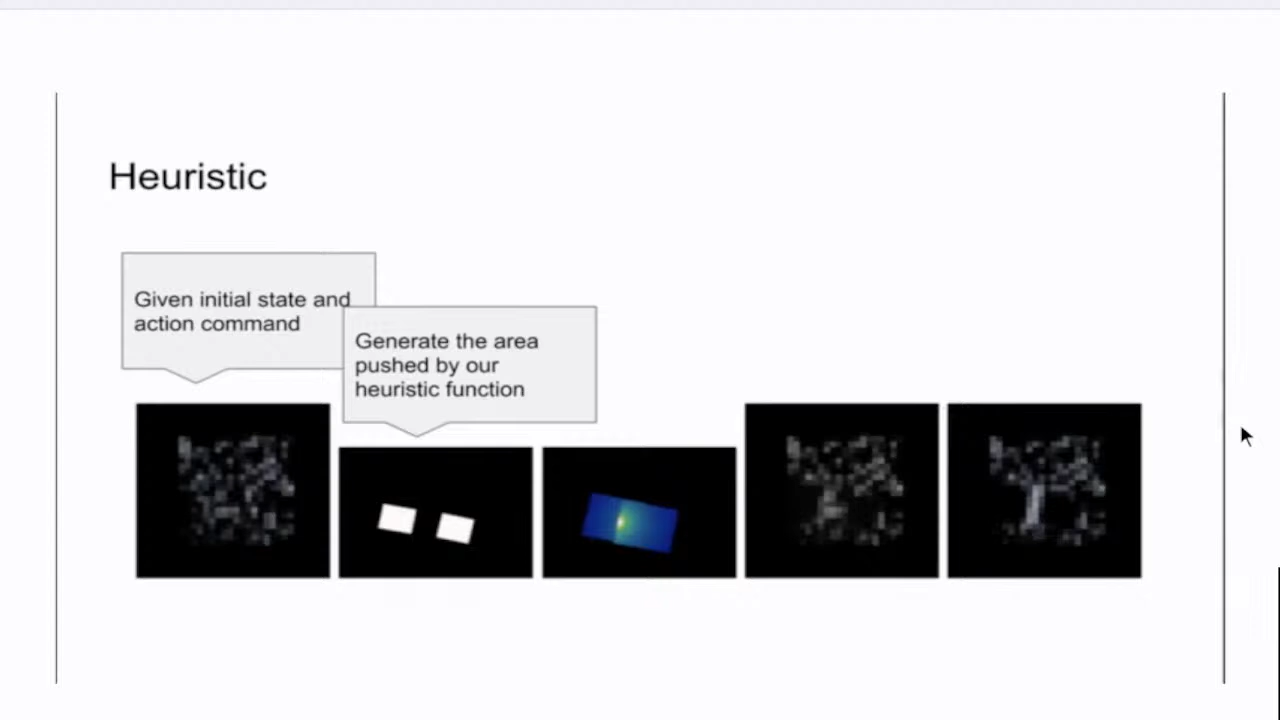 Heuristic
Given initial state and
action command
Generate the area
pushed by our
heuristic function